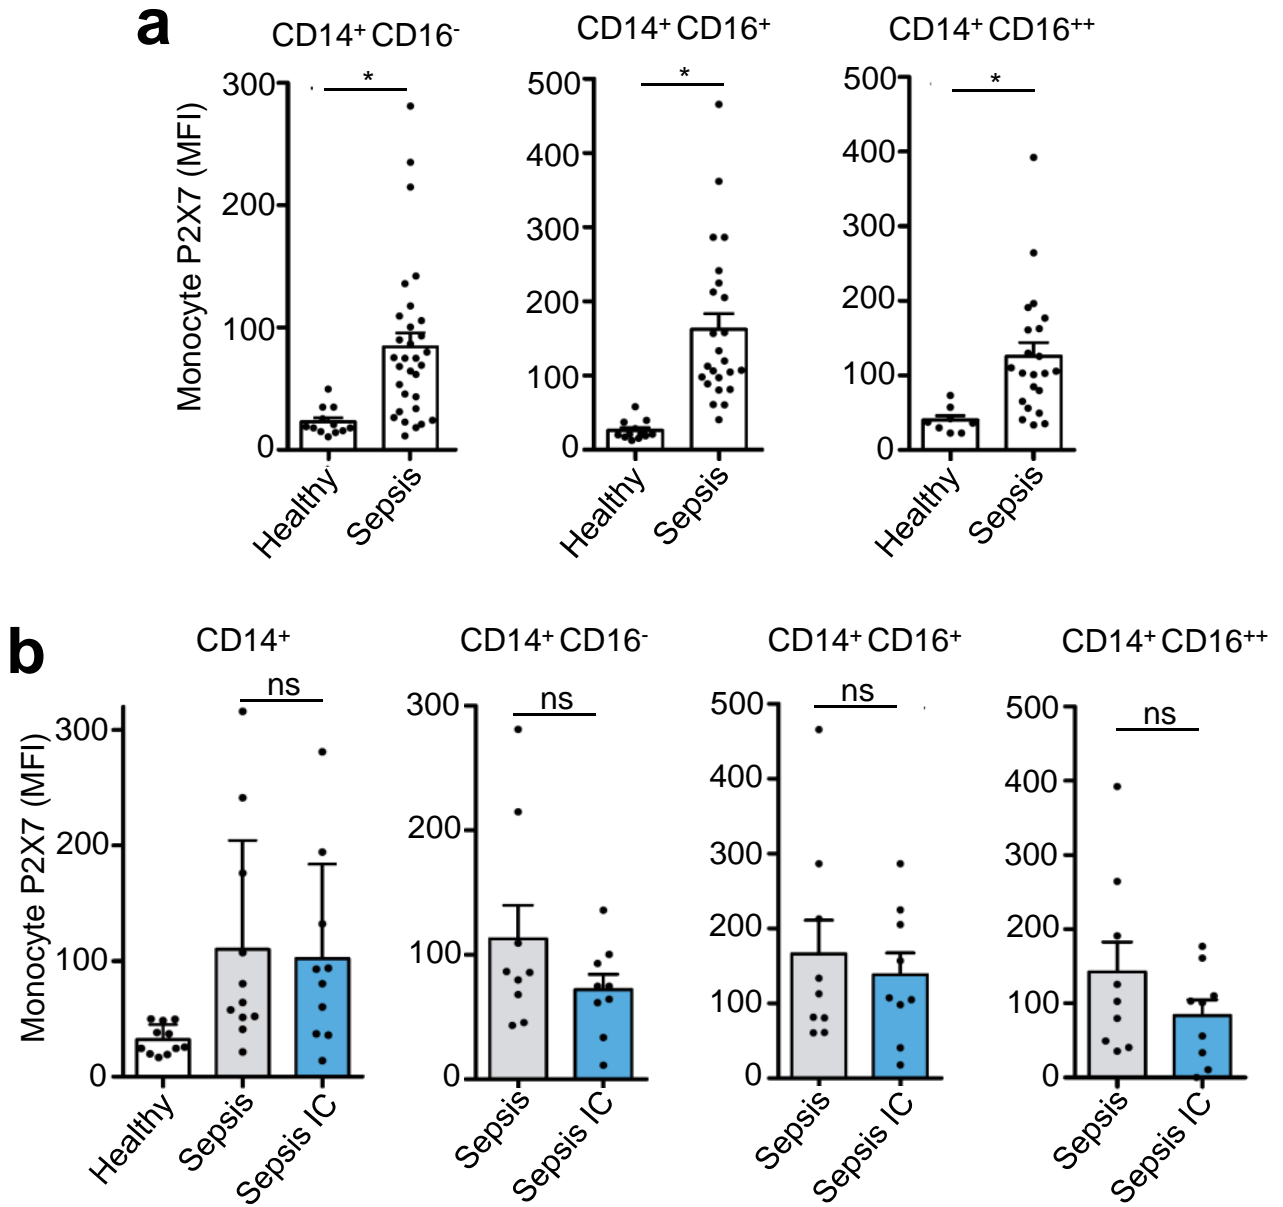 a
CD14+ CD16-
CD14+ CD16+
CD14+ CD16++
Monocyte P2X7 (MFI)
300
200
100
0
*
Healthy
Sepsis
500
400
300
200
100
0
*
Healthy
Sepsis
500
400
300
200
100
0
*
Healthy
Sepsis
b
CD14+
CD14+ CD16-
CD14+ CD16+
CD14+ CD16++
Monocyte P2X7 (MFI)
300
200
100
0
ns
Healthy
Sepsis
Sepsis IC
300
200
100
0
ns
Sepsis
Sepsis IC
500
400
300
200
100
0
ns
Sepsis
Sepsis IC
500
400
300
200
100
0
ns
Sepsis
Sepsis IC